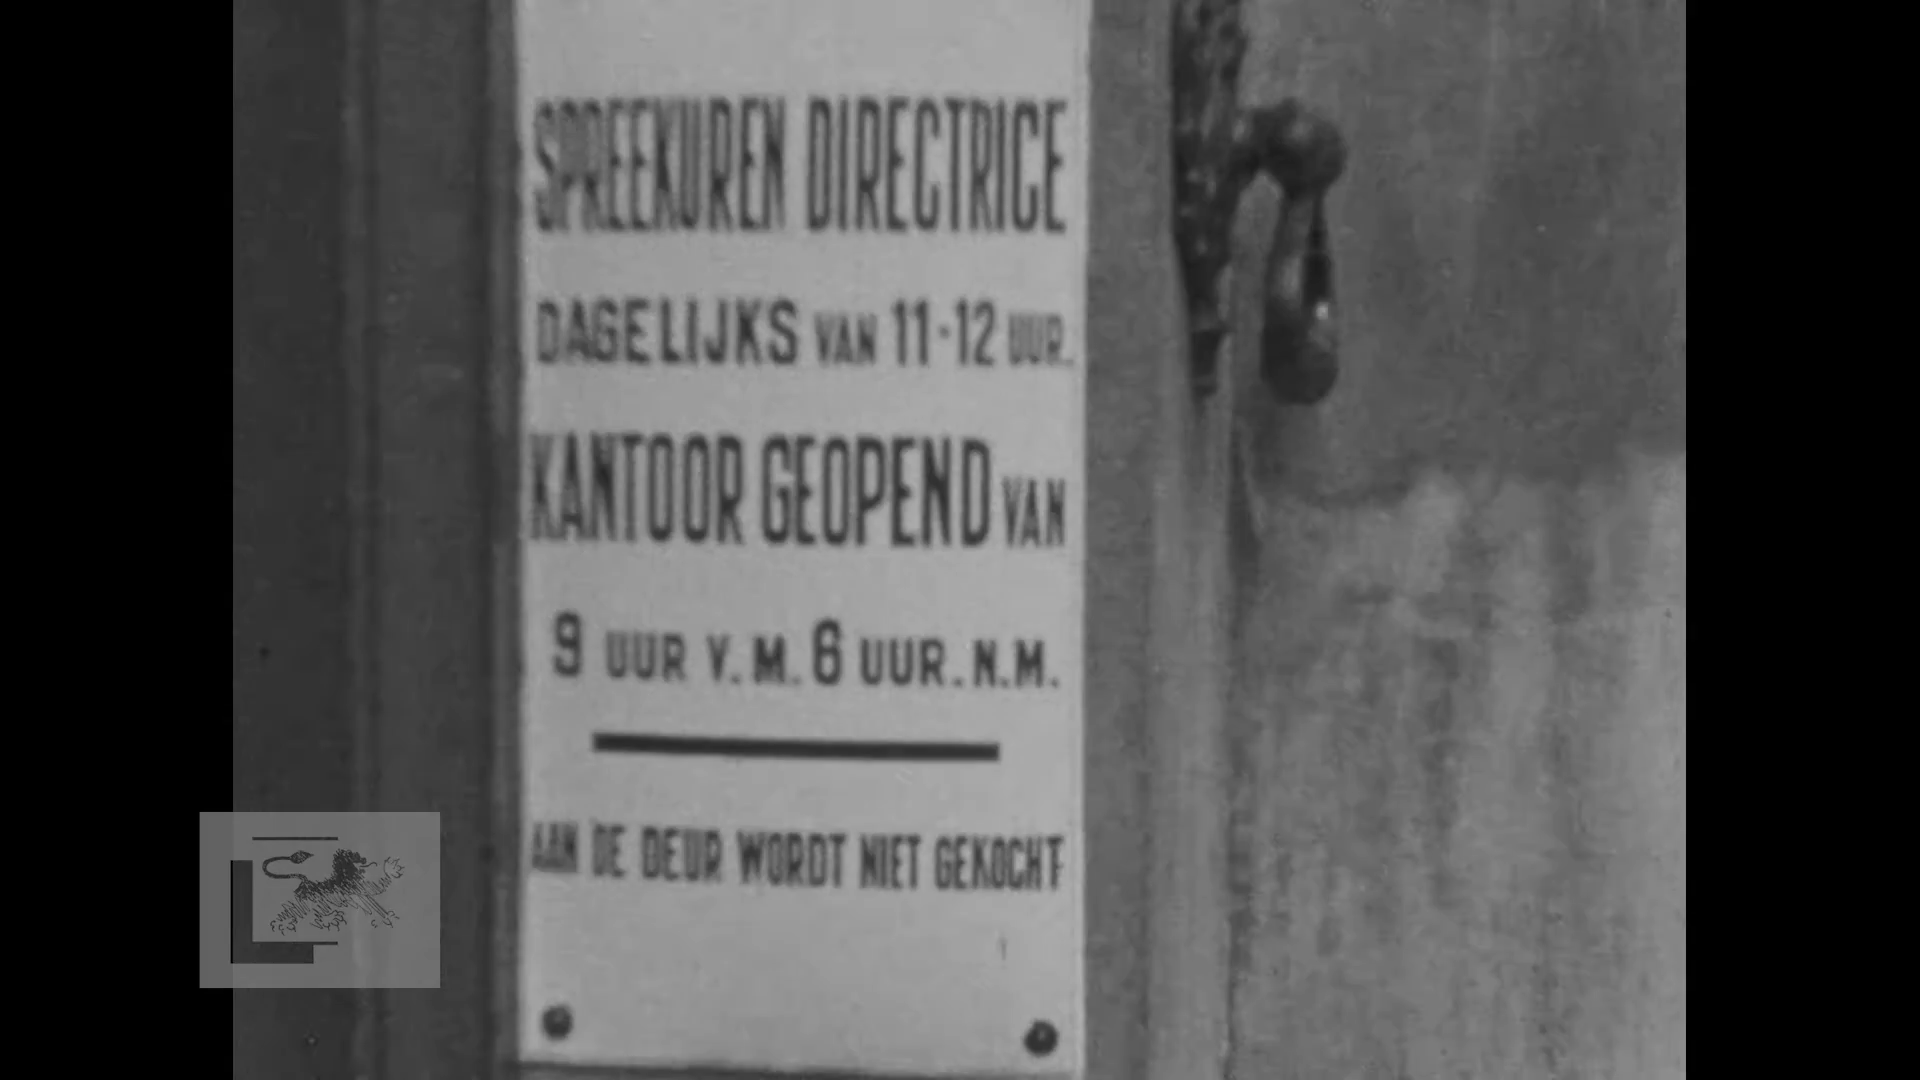 SPREEKUREN DIRECTRICE
DAGELIJKS VAN 11-12 UUR.
KANTOOR GEOPEND VAN
9 UUR V.M. 6 UUR.N.M.
AAN DE DEUR WORDT NIET GEKOCHT